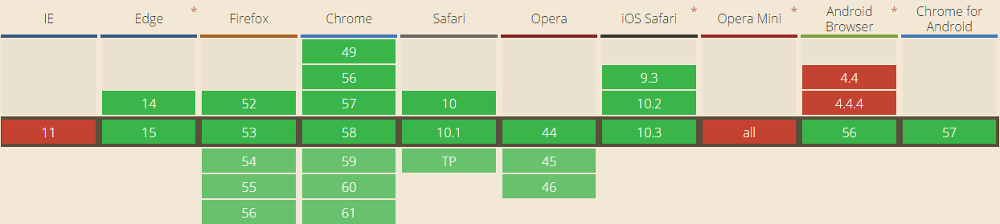 IE Edge * Firefox Chrome Safari Opera iOS Safari * Opera Mini * Android Browser * Chrome for Android
49
56 9.3 4.4
14 52 57 10 10.2 4.4.4
11 15 53 58 10.1 44 10.3 all 56 57
54 59 TP 45
55 60 46
56 61